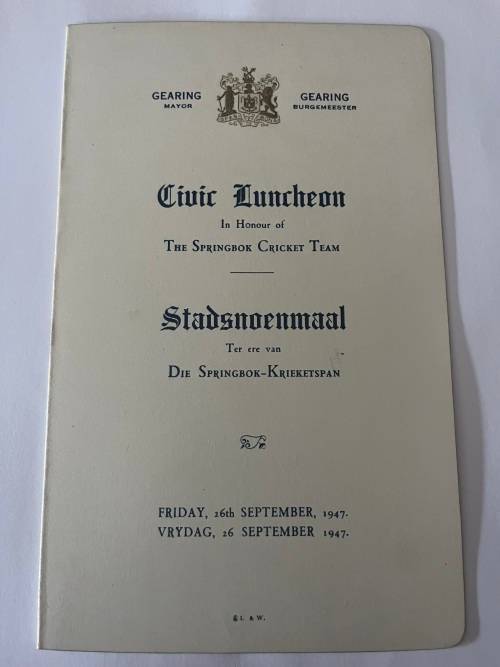 GEARING
MAYOR
GEARING
BURGEMEESTER
Civic Luncheon
In Honour of
THE SPRINGBOK CRICKET TEAM
Stadsnoenmaal
Ter ere van
DIE SPRINGBOK-KRIEKETSPAN
FRIDAY, 26th SEPTEMBER, 1947.
VRYDAG, 26 SEPTEMBER 1947.
L & W.